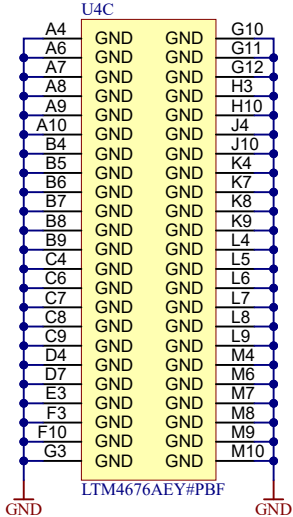 U4C
A4 GND GND G10
A6 GND GND G11
A7 GND GND G12
A8 GND GND H3
A9 GND GND H10
A10 GND GND J4
B4 GND GND J10
B5 GND GND K4
B6 GND GND K7
B7 GND GND K8
B8 GND GND K9
B9 GND GND L4
C4 GND GND L5
C6 GND GND L6
C7 GND GND L7
C8 GND GND L8
C9 GND GND L9
D4 GND GND M4
D7 GND GND M6
E3 GND GND M7
F3 GND GND M8
F10 GND GND M9
G3 GND GND M10
LTM4676AEY#PBF
GND GND